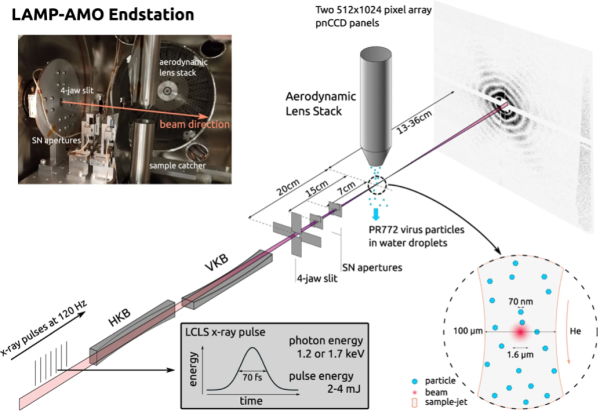 LAMP-AMO Endstation
aerodynamic
lens stack
4-jaw slit
beam direction
SN apertures
sample catcher
Two 512x1024 pixel array
pnCCD panels
Aerodynamic
Lens Stack
13-36cm
20cm
15cm
7cm
PR772 virus particles
in water droplets
SN apertures
4-jaw slit
VKB
HKB
x-ray pulses at 120 Hz
LCLS x-ray pulse
photon energy
1.2 or 1.7 keV
pulse energy
2-4 mJ
energy
70 fs
time
70 nm
100 µm
He
1.6 µm
particle
beam
sample-jet